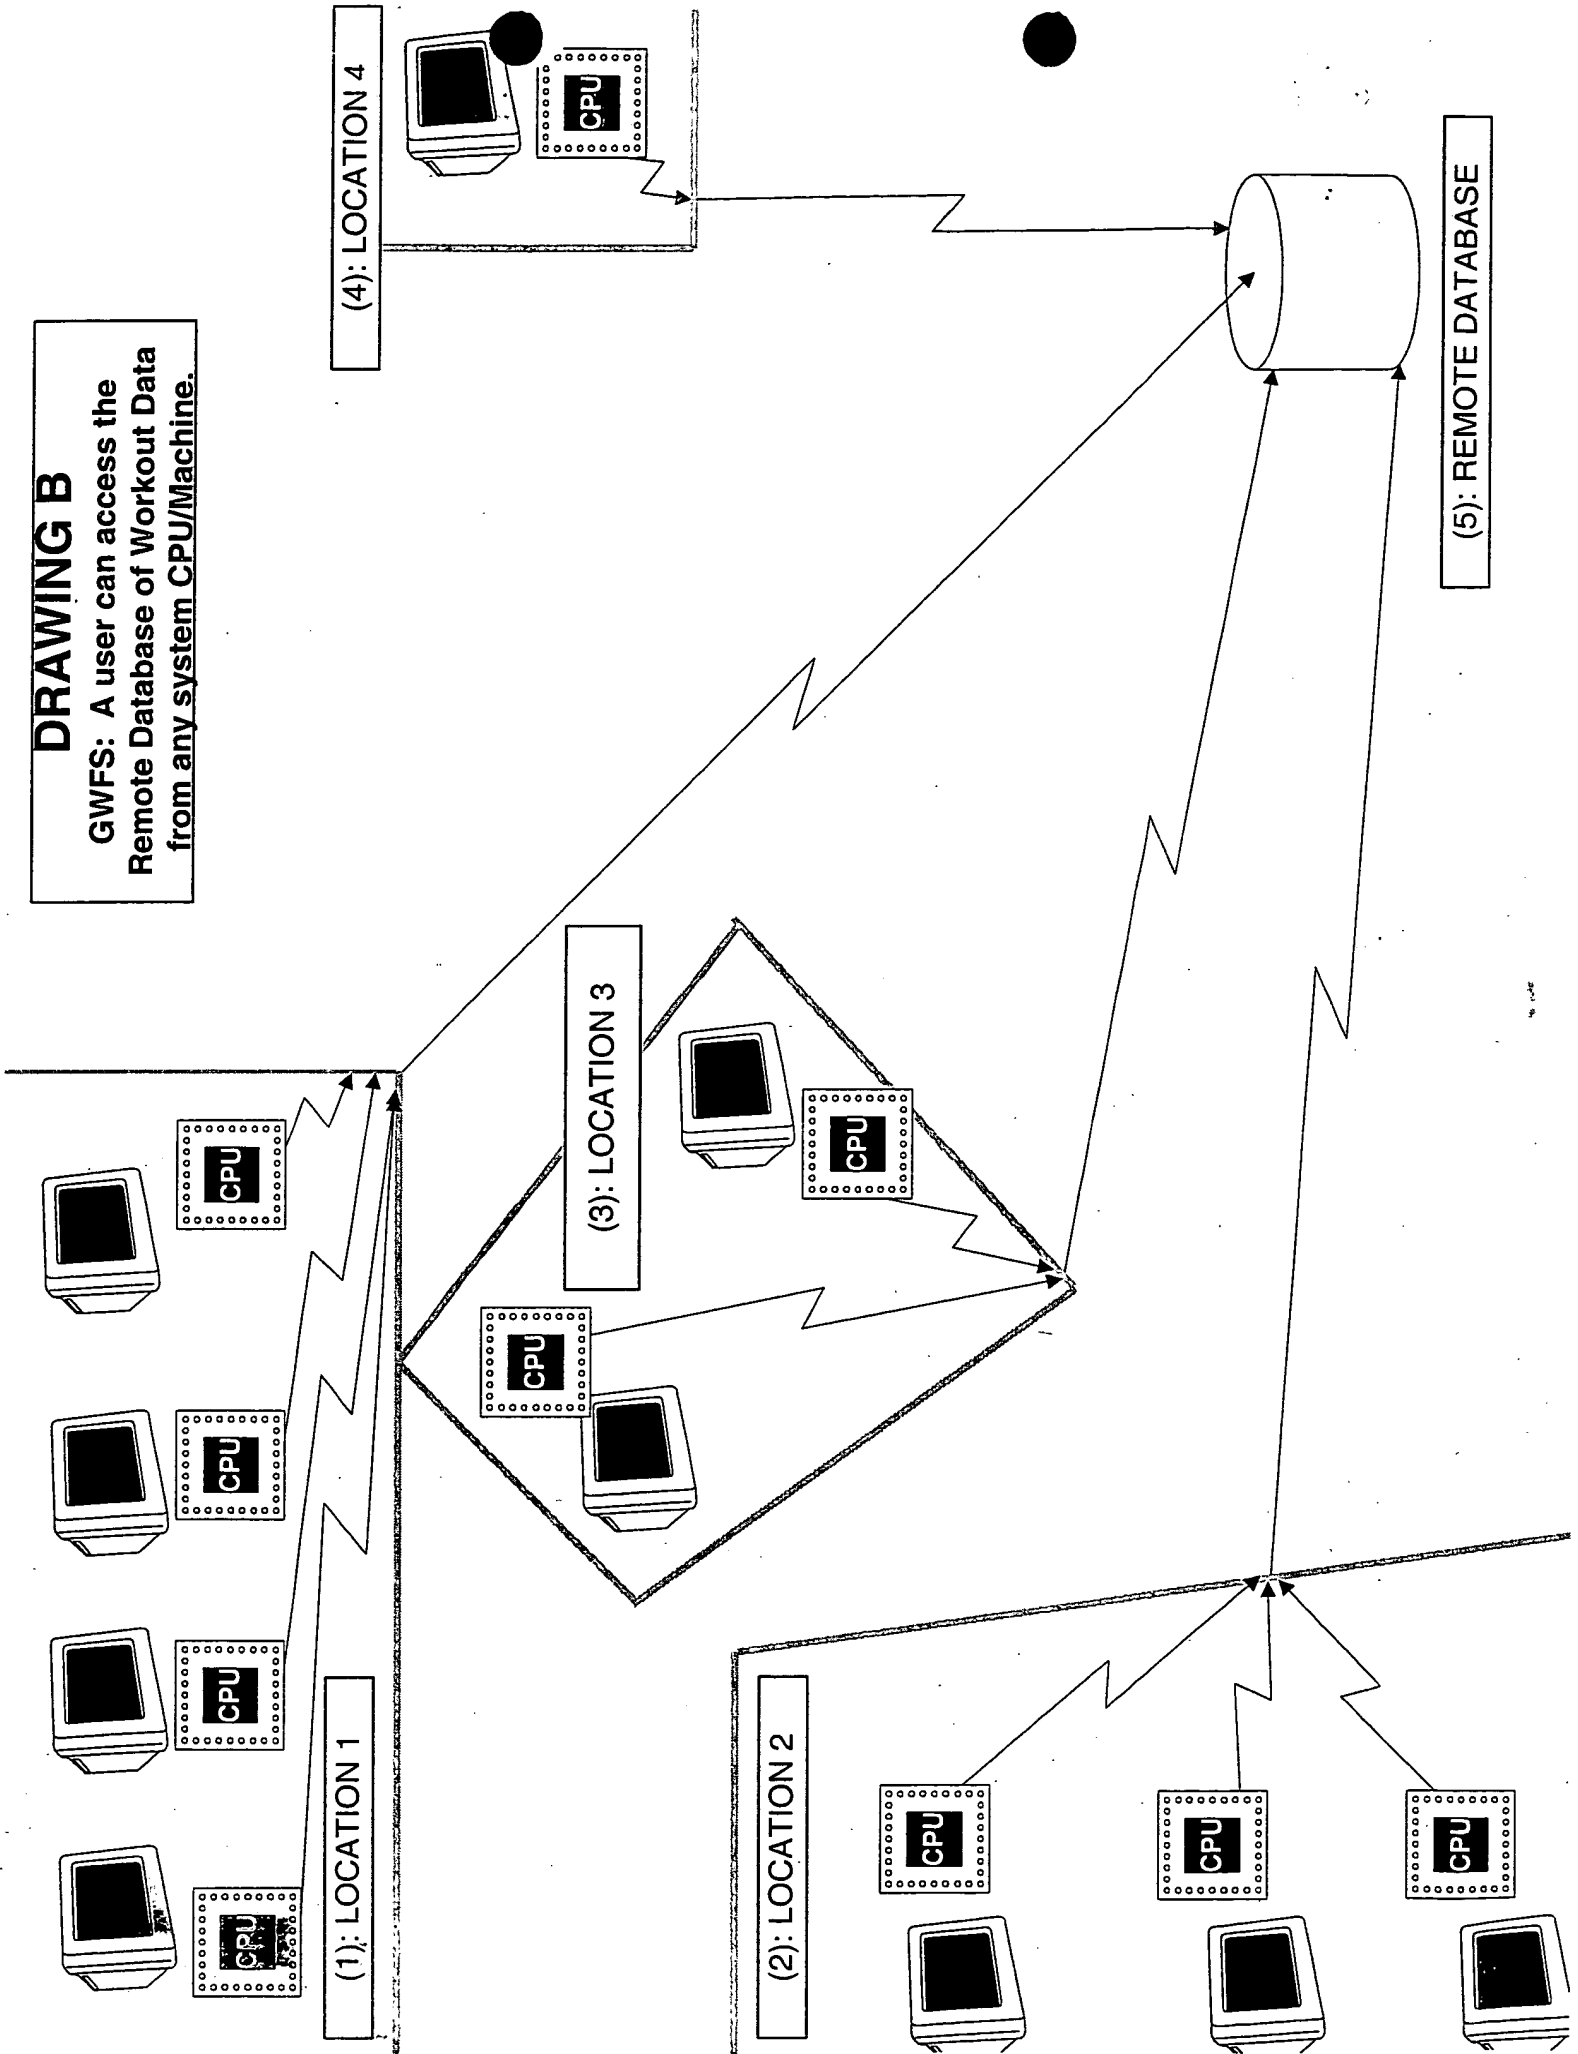 DRAWING B
GWFS: A user can access the
Remote Database of Workout Data
from any system CPU/Machine.
CPU
CPU
CPU
CPU
(1): LOCATION 1
(4): LOCATION 4
CPU
(3): LOCATION 3
CPU
CPU
(2): LOCATION 2
CPU
CPU
CPU
(5): REMOTE DATABASE